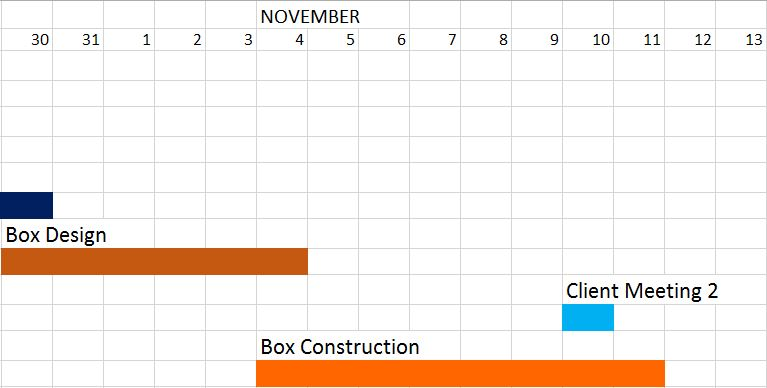 NOVEMBER
30 31 1 2 3 4 5 6 7 8 9 10 11 12 13
Box Design
Client Meeting 2
Box Construction